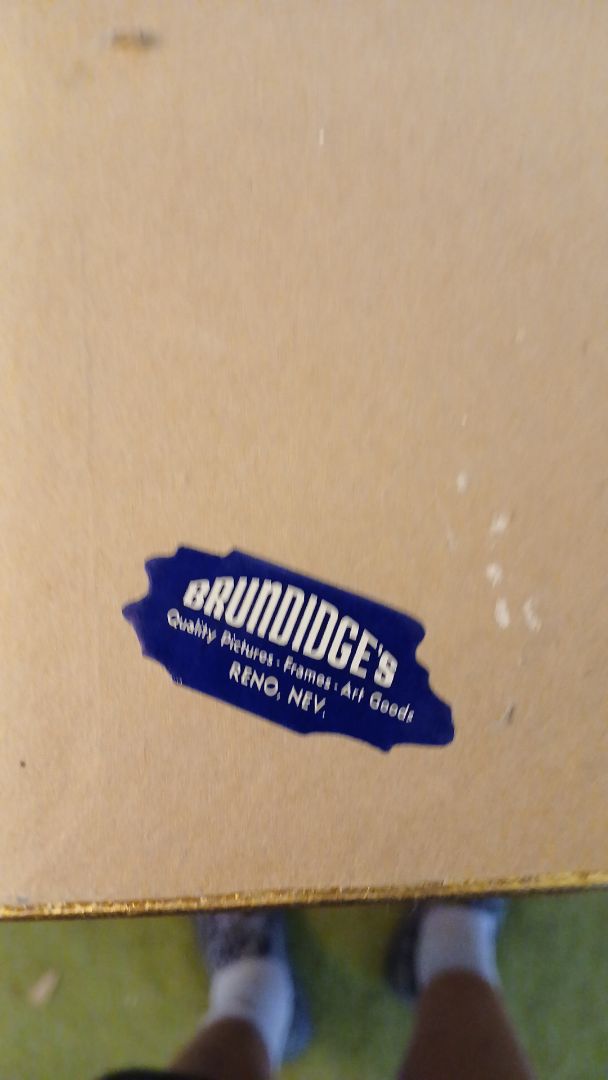 BRUNDIDGE'S
Quality Pictures : Frames : Art Goods
RENO, NEV.